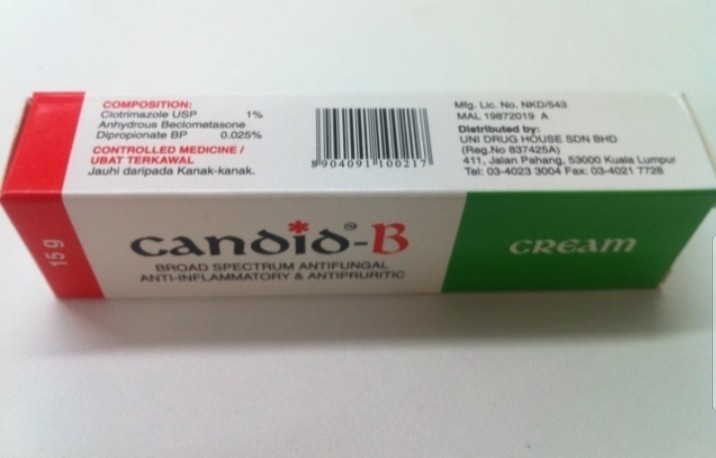 COMPOSITION:
Clotrimazole USP 1%
Anhydrous Beclometasone
Dipropionate BP 0.025%
CONTROLLED MEDICINE /
UBAT TERKAWAL
Jauhi daripada Kanak-kanak.
8 904091 100217
Mfg. Lic. No. NKD/543
MAL 19872019 A
Distributed by:
UNI DRUG HOUSE SDN BHD
(Reg.No 837425A)
411, Jalan Pahang, 53000 Kuala Lumpur
Tel: 03-4023 3004 Fax: 03-4021 7728
15 g
candid-B™
BROAD SPECTRUM ANTIFUNGAL
ANTI-INFLAMMATORY & ANTIPRURITIC
CREAM